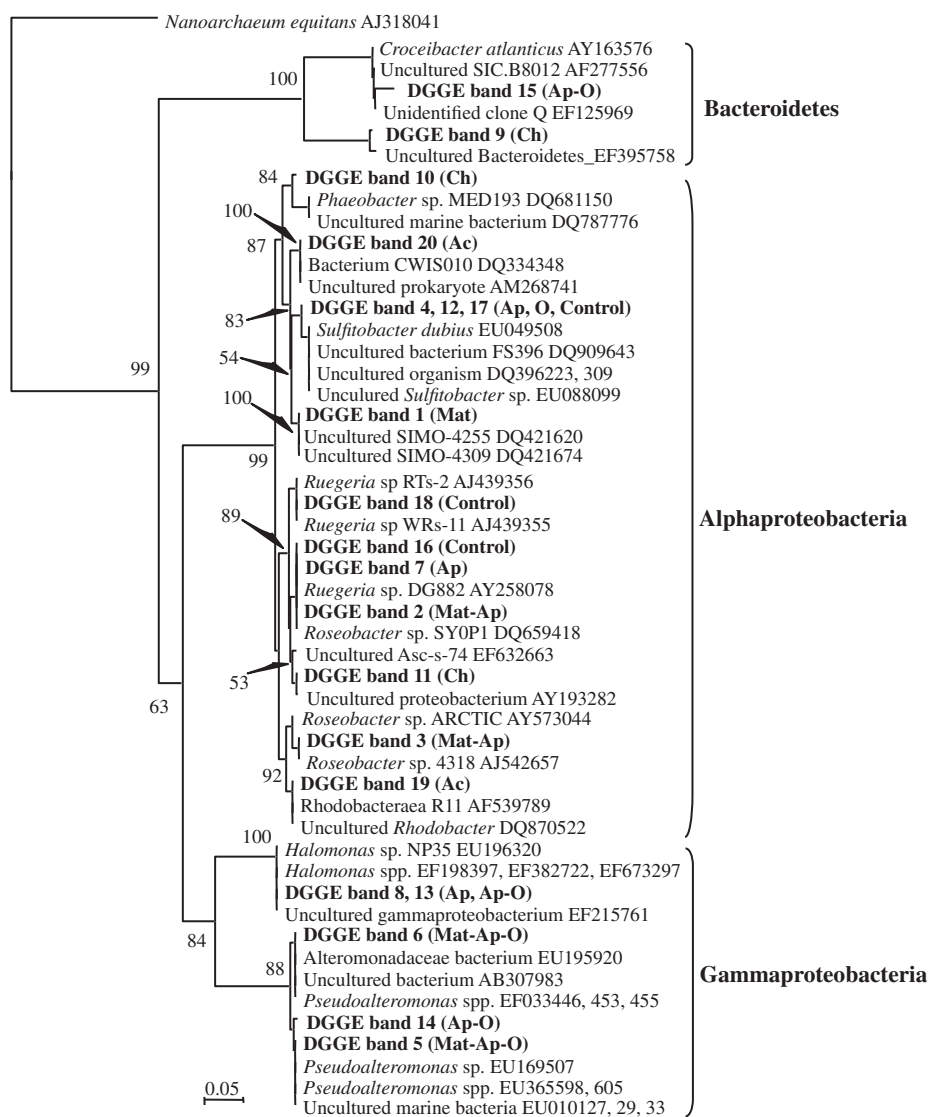 Nanoarchaeum equitans AJ318041
Croceibacter atlanticus AY163576
Uncultured SIC.B8012 AF277556
100
DGGE band 15 (Ap-O)
Unidentified clone Q EF125969
Bacteroidetes
DGGE band 9 (Ch)
Uncultured Bacteroidetes_EF395758
84
DGGE band 10 (Ch)
Phaeobacter sp. MED193 DQ681150
100
Uncultured marine bacterium DQ787776
87
DGGE band 20 (Ac)
Bacterium CWIS010 DQ334348
Uncultured prokaryote AM268741
DGGE band 4, 12, 17 (Ap, O, Control)
83
Sulfitobacter dubius EU049508
Uncultured bacterium FS396 DQ909643
54
99
Uncultured organism DQ396223, 309
Unculured Sulfitobacter sp. EU088099
100
DGGE band 1 (Mat)
Uncultured SIMO-4255 DQ421620
99
Uncultured SIMO-4309 DQ421674
Ruegeria sp RTs-2 AJ439356
DGGE band 18 (Control)
89
Ruegeria sp WRs-11 AJ439355
Alphaproteobacteria
DGGE band 16 (Control)
DGGE band 7 (Ap)
Ruegeria sp. DG882 AY258078
DGGE band 2 (Mat-Ap)
Roseobacter sp. SY0P1 DQ659418
Uncultured Asc-s-74 EF632663
53
DGGE band 11 (Ch)
Uncultured proteobacterium AY193282
63
Roseobacter sp. ARCTIC AY573044
DGGE band 3 (Mat-Ap)
Roseobacter sp. 4318 AJ542657
92
DGGE band 19 (Ac)
Rhodobacteraea R11 AF539789
Uncultured Rhodobacter DQ870522
100
Halomonas sp. NP35 EU196320
Halomonas spp. EF198397, EF382722, EF673297
DGGE band 8, 13 (Ap, Ap-O)
Uncultured gammaproteobacterium EF215761
84
DGGE band 6 (Mat-Ap-O)
Alteromonadaceae bacterium EU195920
88
Uncultured bacterium AB307983
Gammaproteobacteria
Pseudoalteromonas spp. EF033446, 453, 455
DGGE band 14 (Ap-O)
DGGE band 5 (Mat-Ap-O)
Pseudoalteromonas sp. EU169507
0.05
Pseudoalteromonas spp. EU365598, 605
Uncultured marine bacteria EU010127, 29, 33